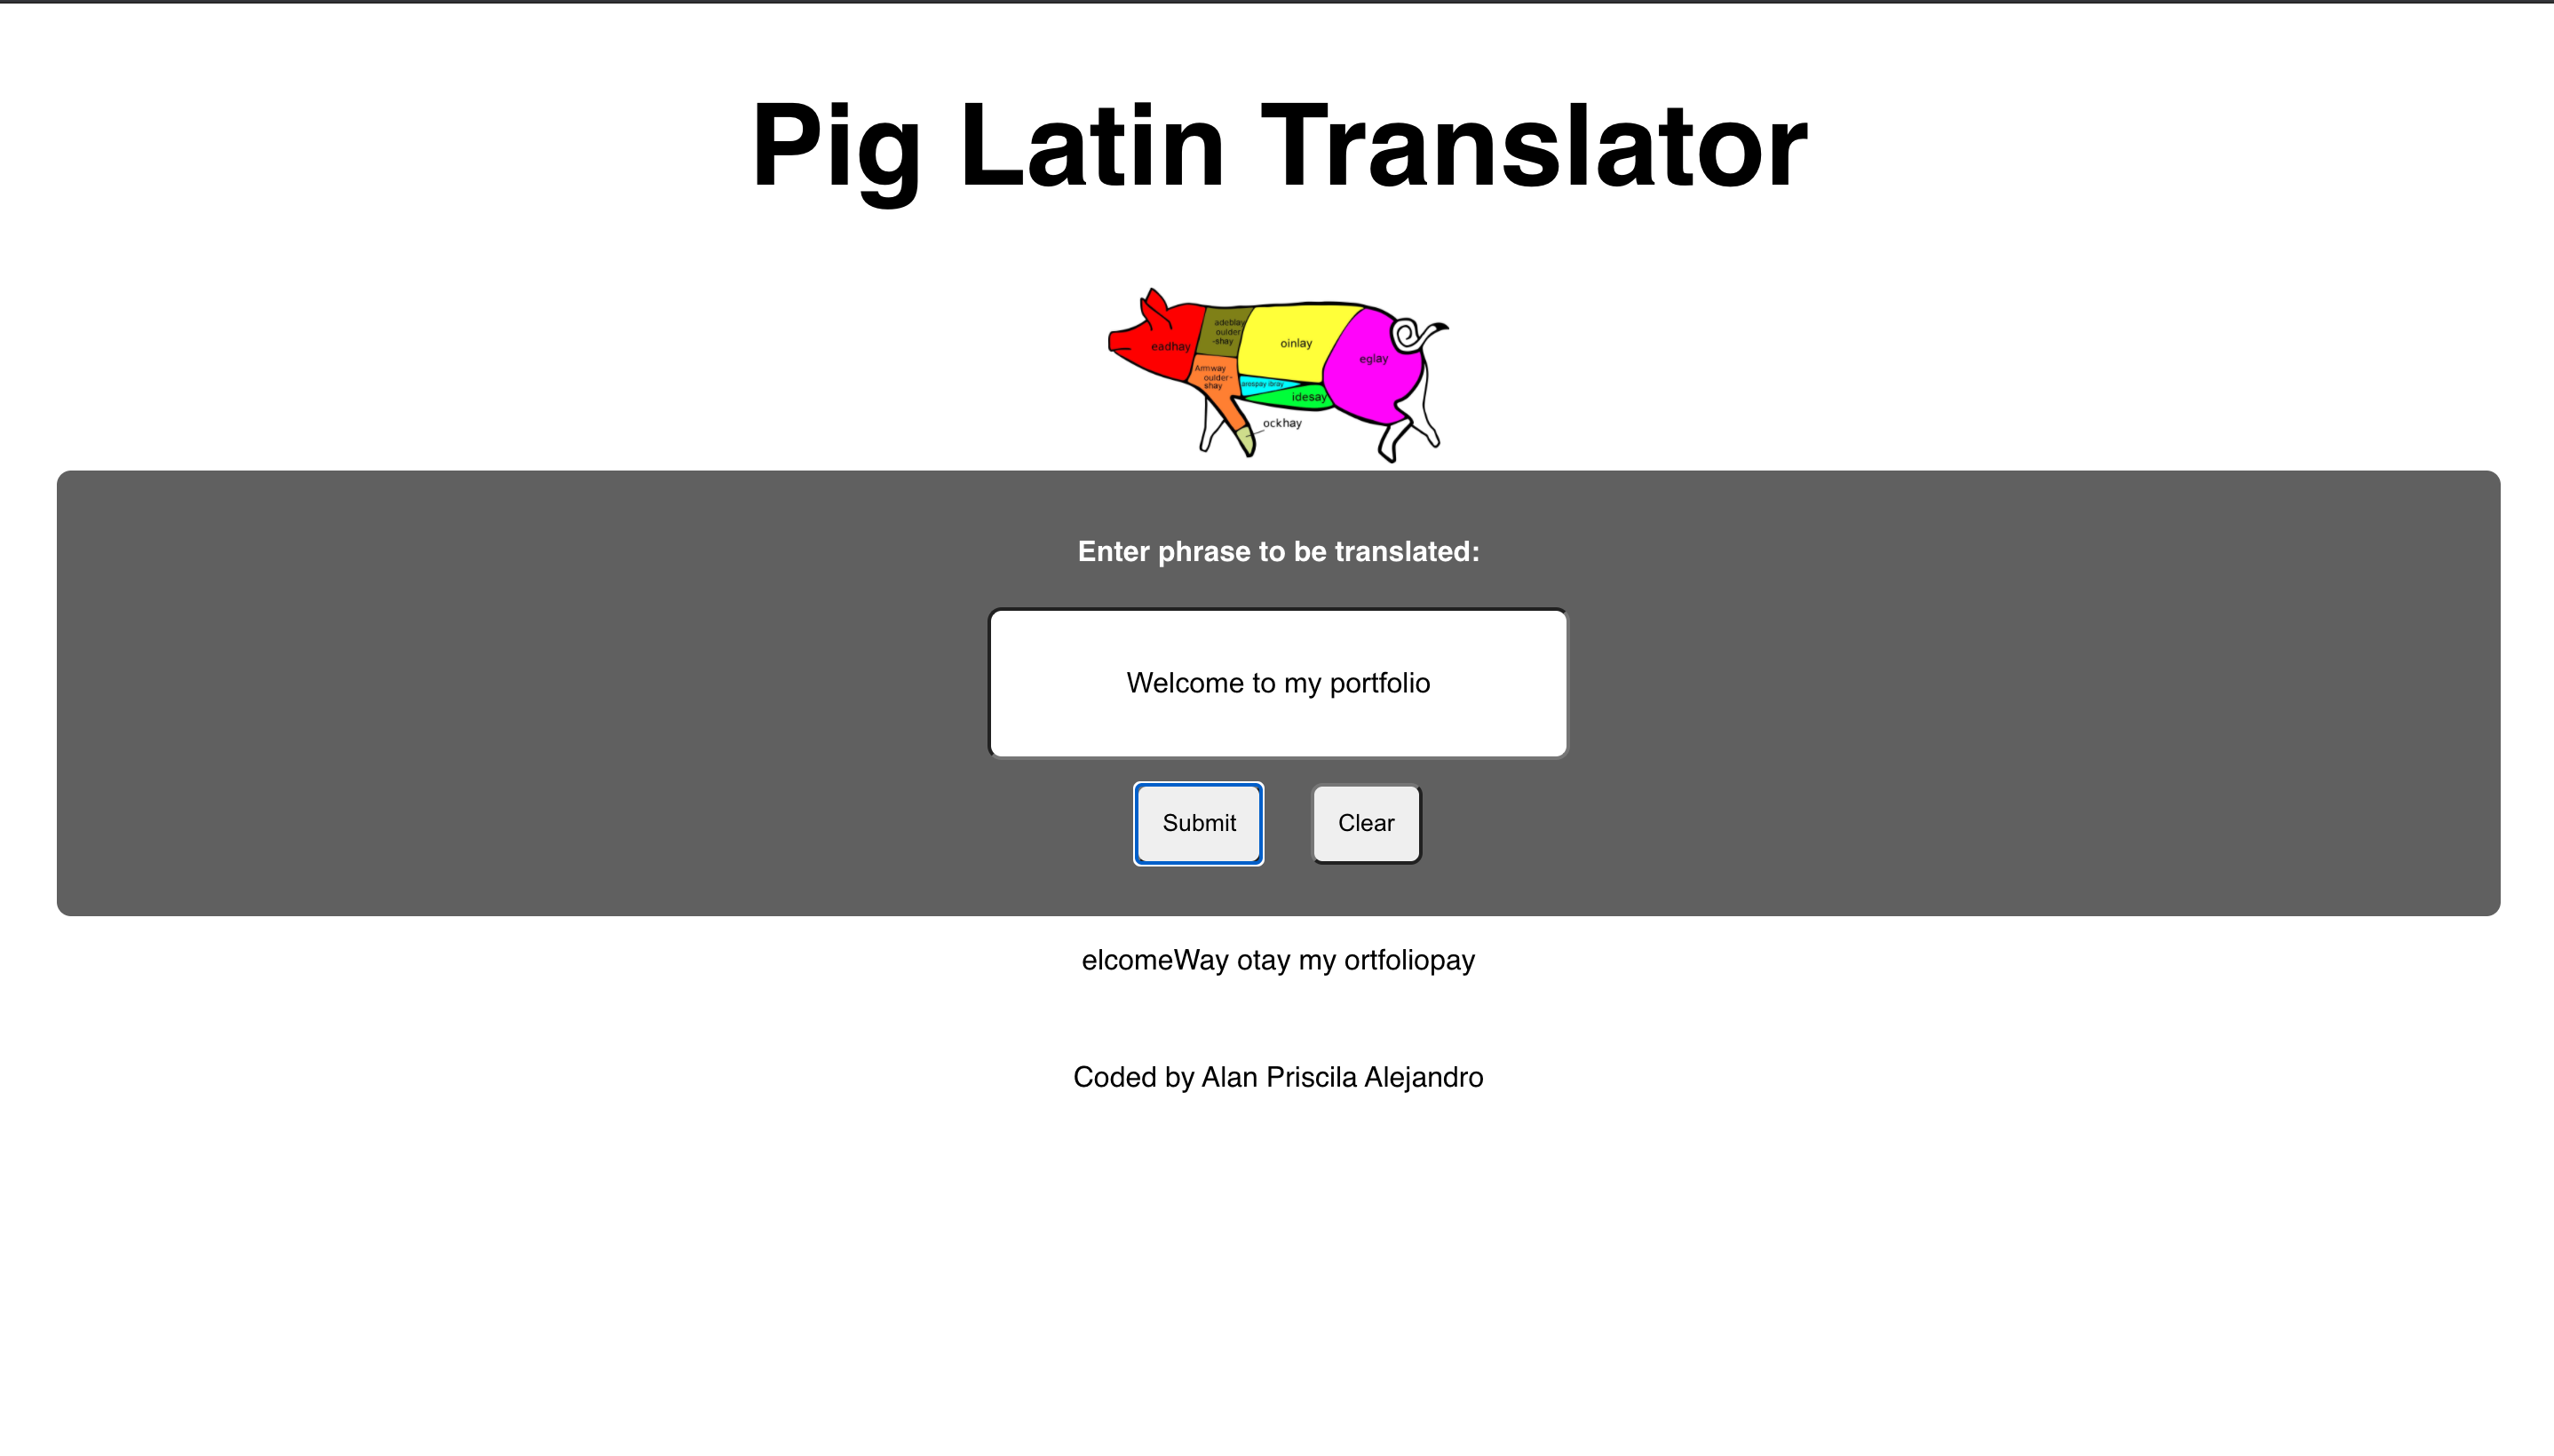 Pig Latin Translator
eadhay
adeblay
oulder
-shay
oinlay
eglay
Armway
oulder-
shay
arespay ibray
idesay
ockhay
Enter phrase to be translated:
Welcome to my portfolio
Submit Clear
elcomeWay otay my ortfoliopay
Coded by Alan Priscila Alejandro